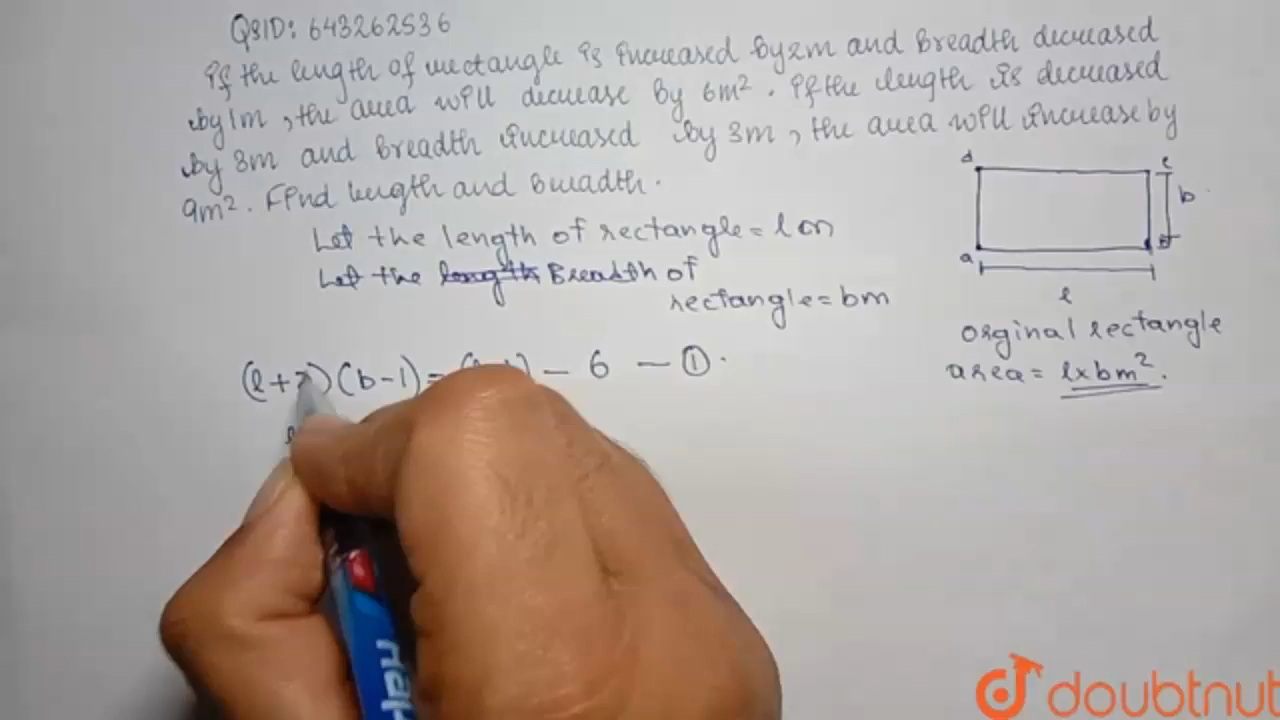 QSID: 643262536
If the length of rectangle is increased by 2m and Breadth decreased
by 1m, the area will decrease by 6m². If the length is decreased
by 3m and Breadth increased by 3m, the area will increase by
9m². Find length and Breadth.
Let the length of rectangle = l m
Let the length Breadth of
rectangle = bm
(l+2)(b-1) = - 6 - ①.
d
c
b
a
l
orginal rectangle
area = l×bm².
doubtnut